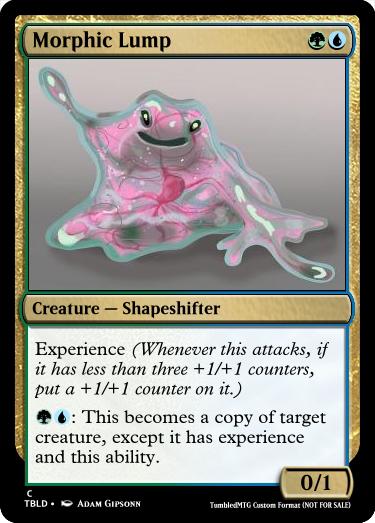 Morphic Lump
Creature — Shapeshifter
Experience (Whenever this attacks, if
it has less than three +1/+1 counters,
put a +1/+1 counter on it.)
: This becomes a copy of target
creature, except it has experience
and this ability.
0/1
C
TBLD • Adam Gipsonn
TumbledMTG Custom Format (NOT FOR SALE)